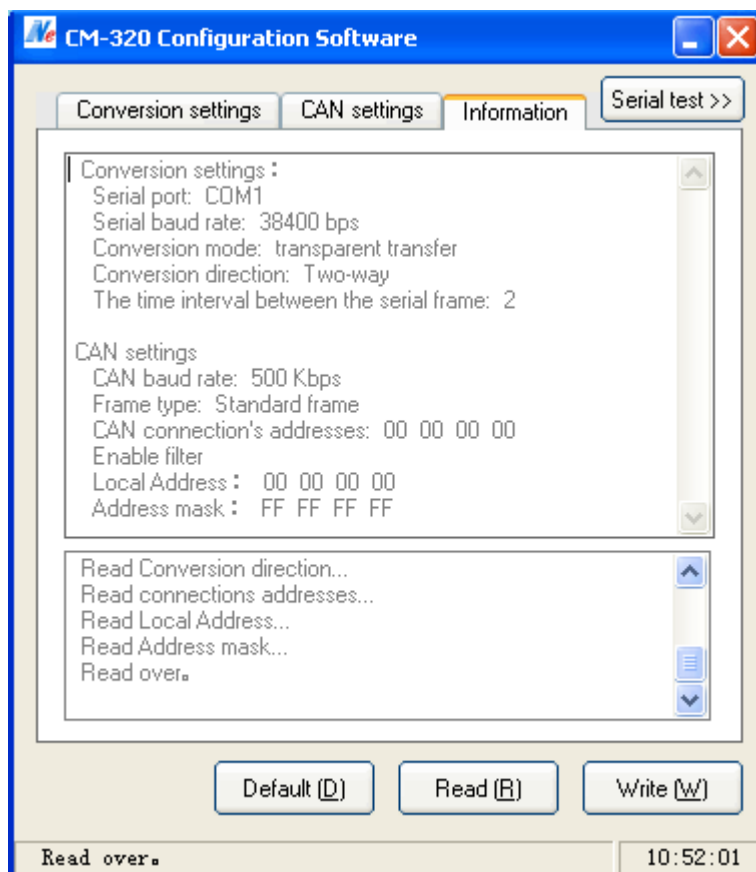 Ne CM-320 Configuration Software
Conversion settings CAN settings Information Serial test >>
Conversion settings：
Serial port: COM1
Serial baud rate: 38400 bps
Conversion mode: transparent transfer
Conversion direction: Two-way
The time interval between the serial frame: 2
CAN settings
CAN baud rate: 500 Kbps
Frame type: Standard frame
CAN connection's addresses: 00 00 00 00
Enable filter
Local Address： 00 00 00 00
Address mask： FF FF FF FF
Read Conversion direction...
Read connections addresses...
Read Local Address...
Read Address mask...
Read over。
Default (D) Read (R) Write (W)
Read over。 10:52:01